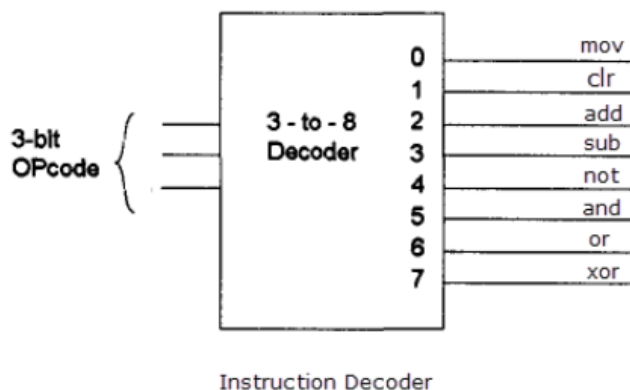 0 mov
1 clr
3-bit 3 - to - 8 2 add
OPcode Decoder 3 sub
4 not
5 and
6 or
7 xor
Instruction Decoder